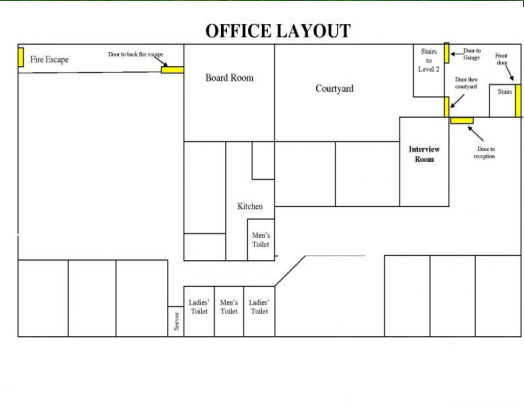 OFFICE LAYOUT
Fire Escape
Door to back fire escape
Board Room
Courtyard
Stairs
to
Level 2
Door to
Garage
Front
door
Door thro
courtyard
Stairs
Interview
Room
Door to
reception
Kitchen
Men's
Toilet
Server
Ladies'
Toilet
Men's
Toilet
Ladies'
Toilet